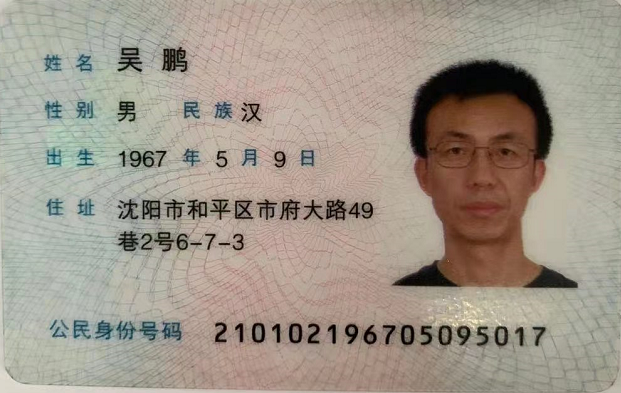 姓名 吴鹏
性别 男 民族 汉
出生 1967 年 5 月 9 日
住址 沈阳市和平区市府大路49
巷2号6-7-3
公民身份号码 210102196705095017